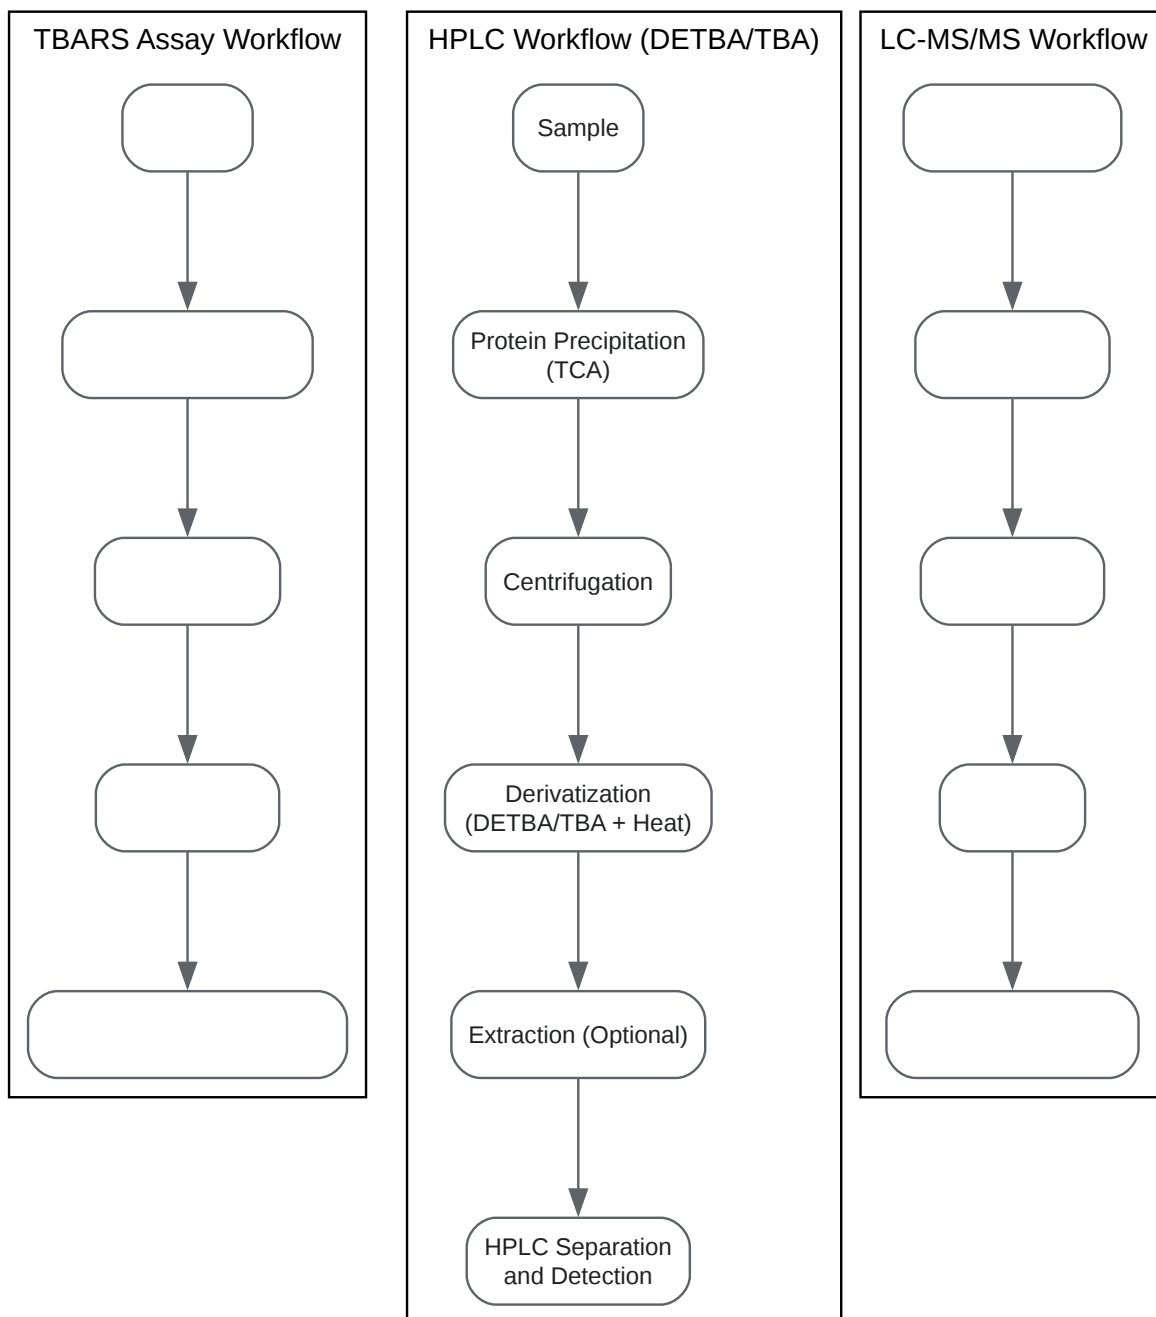 TBARS Assay Workflow
HPLC Workflow (DETBA/TBA)
Sample
Protein Precipitation
(TCA)
Centrifugation
Derivatization
(DETBA/TBA + Heat)
Extraction (Optional)
HPLC Separation
and Detection
LC-MS/MS Workflow